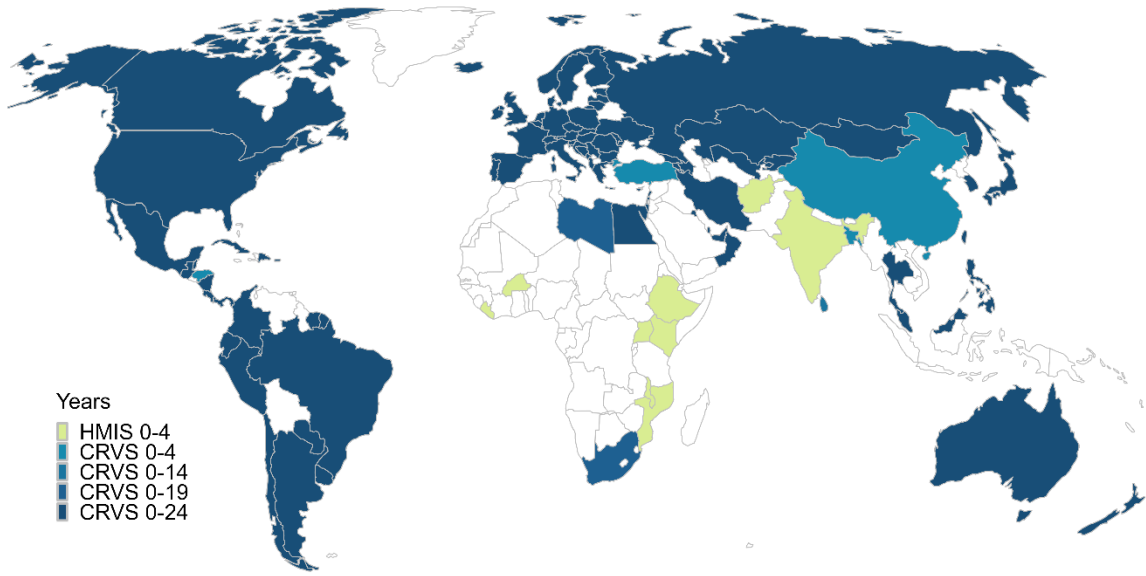 Years
HMIS 0-4
CRVS 0-4
CRVS 0-14
CRVS 0-19
CRVS 0-24